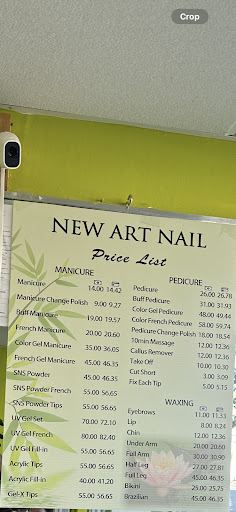 Crop
NEW ART NAIL
Price List
MANICURE
Manicure 14.00 14.42
Manicure Change Polish 9.00 9.27
Buff Manicure 19.00 19.57
French Manicure 20.00 20.60
Color Gel Manicure 35.00 36.05
French Gel Manicure 45.00 46.35
SNS Powder 45.00 46.35
SNS Powder French 55.00 56.65
SNS Powder Tips 55.00 56.65
UV Gel Set 70.00 72.10
UV Gel French 80.00 82.40
UV Gel Fill-in 55.00 56.65
Acrylic Tips 55.00 56.65
Acrylic Fill-in 40.00 41.20
Gel-X Tips 55.00 56.65
PEDICURE
Pedicure 26.00 26.78
Buff Pedicure 31.00 31.93
Color Gel Pedicure 48.00 49.44
Color French Pedicure 58.00 59.74
Pedicure Change Polish 18.00 18.54
10min Massage 12.00 12.36
Callus Remover 12.00 12.36
Take Off 10.00 10.30
Cut Short 3.00 3.09
Fix Each Tip 5.00 5.15
WAXING
Eyebrows 11.00 11.33
Lip 8.00 8.24
Chin 12.00 12.36
Under Arm 20.00 20.60
Full Arm 30.00 30.90
Half Leg 27.00 27.81
Full Leg 45.00 46.35
Bikini 25.00 25.75
Brazilian 45.00 46.35